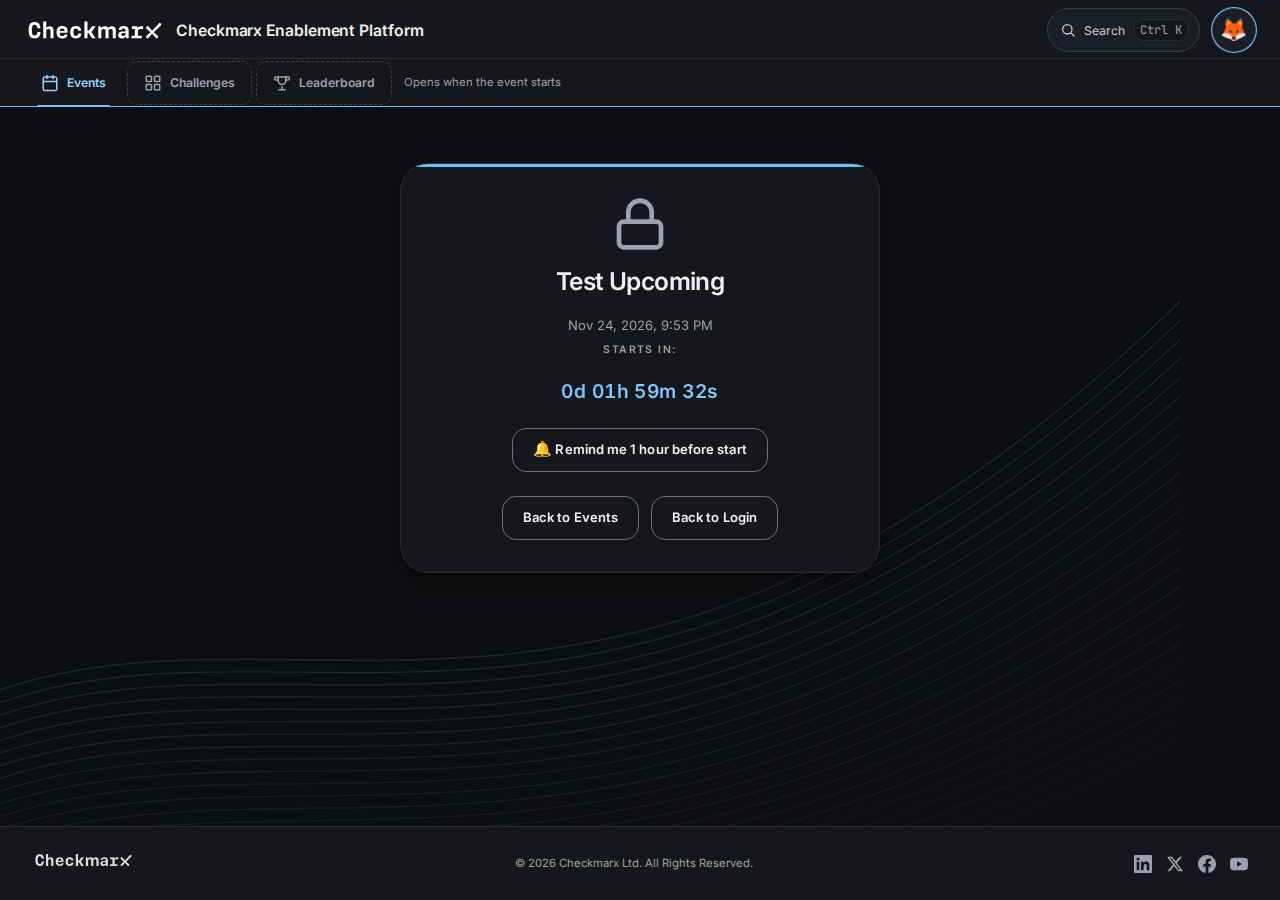 Checkmarx Checkmarx Enablement Platform Search Ctrl K
Events Challenges Leaderboard Opens when the event starts
Test Upcoming
Nov 24, 2026, 9:53 PM
STARTS IN:
0d 01h 59m 32s
🔔 Remind me 1 hour before start
Back to Events Back to Login
Checkmarx © 2026 Checkmarx Ltd. All Rights Reserved.